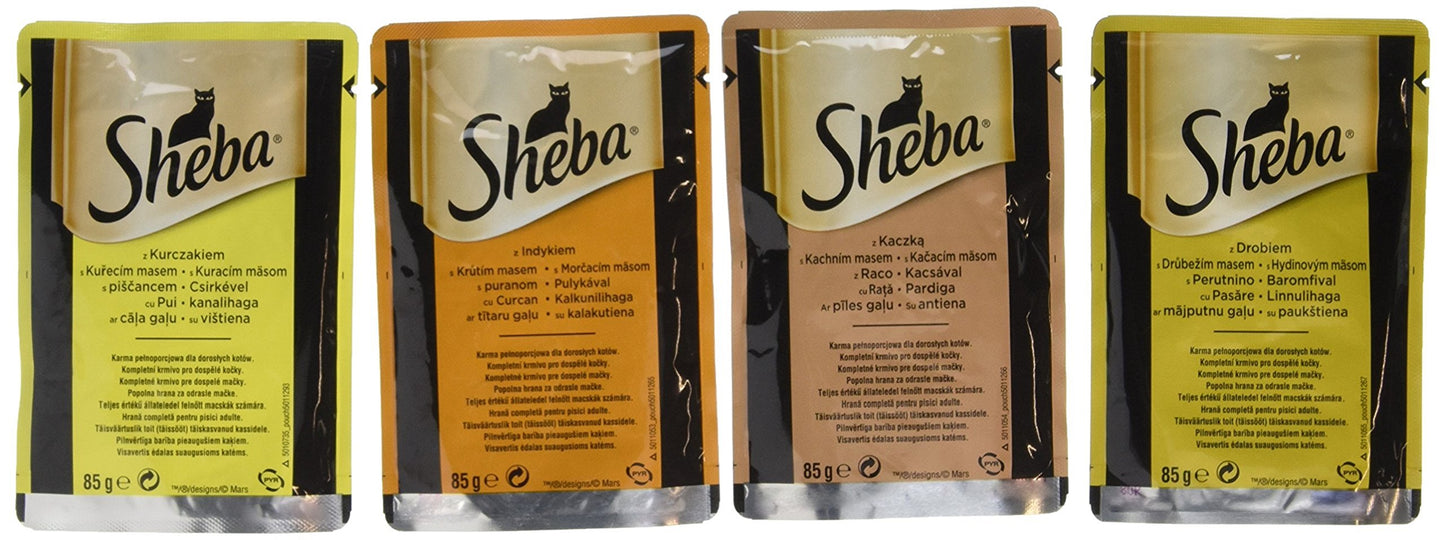 Sheba®
z Kurczakiem
s Kuřecím masem • s Kuracím mäsom
s piščancem • Csirkével
cu Pui • kanalihaga
ar cāļa gaļu • su vištiena
Karma pełnoporcjowa dla dorosłych kotów.
Kompletní krmivo pro dospělé kočky.
Kompletné krmivo pre dospelé mačky.
Popolna hrana za odrasle mačke.
Teljes értékű állateledel felnőtt macskák számára.
Hrană completă pentru pisici adulte.
Täisväärtuslik toit (täissööt) täiskasvanud kassidele.
Pilnvērtīga barība pieaugušiem kaķiem.
Visavertis ėdalas suaugusioms katėms.
5010735_pouch5011293
85 g e
PYR
™/®/designs/© Mars
Sheba®
z Indykiem
s Krůtím masem • s Morčacím mäsom
s puranom • Pulykával
cu Curcan • Kalkunilihaga
ar tītaru gaļu • su kalakutiena
Karma pełnoporcjowa dla dorosłych kotów.
Kompletní krmivo pro dospělé kočky.
Kompletné krmivo pre dospelé mačky.
Popolna hrana za odrasle mačke.
Teljes értékű állateledel felnőtt macskák számára.
Hrană completă pentru pisici adulte.
Täisväärtuslik toit (täissööt) täiskasvanud kassidele.
Pilnvērtīga barība pieaugušiem kaķiem.
Visavertis ėdalas suaugusioms katėms.
5011053_pouch5011265
85 g e
PYR
™/®/designs/© Mars
Sheba®
z Kaczką
s Kachním masem • s Kačacím mäsom
z Raco • Kacsával
cu Rață • Pardiga
Ar pīles gaļu • Su antiena
Karma pełnoporcjowa dla dorosłych kotów.
Kompletní krmivo pro dospělé kočky.
Kompletné krmivo pre dospelé mačky.
Popolna hrana za odrasle mačke.
Teljes értékű állateledel felnőtt macskák számára.
Hrană completă pentru pisici adulte.
Täisväärtuslik toit (täissööt) täiskasvanud kassidele.
Pilnvērtīga barība pieaugušiem kaķiem.
Visavertis ėdalas suaugusioms katėms.
5011054_pouch5011266
85 g e
PYR
™/®/designs/© Mars
Sheba®
z Drobiem
s Drůbežím masem • s Hydinovým mäsom
s Perutnino • Baromfival
cu Pasăre • Linnulihaga
ar mājputnu gaļu • su paukštiena
Karma pełnoporcjowa dla dorosłych kotów.
Kompletní krmivo pro dospělé kočky.
Kompletné krmivo pre dospelé mačky.
Popolna hrana za odrasle mačke.
Teljes értékű állateledel felnőtt macskák számára.
Hrană completă pentru pisici adulte.
Täisväärtuslik toit (täissööt) täiskasvanud kassidele.
Pilnvērtīga barība pieaugušiem kaķiem.
Visavertis ėdalas suaugusioms katėms.
5011055_pouch5011267
85 g e
PYR
™/®/designs/© Mars